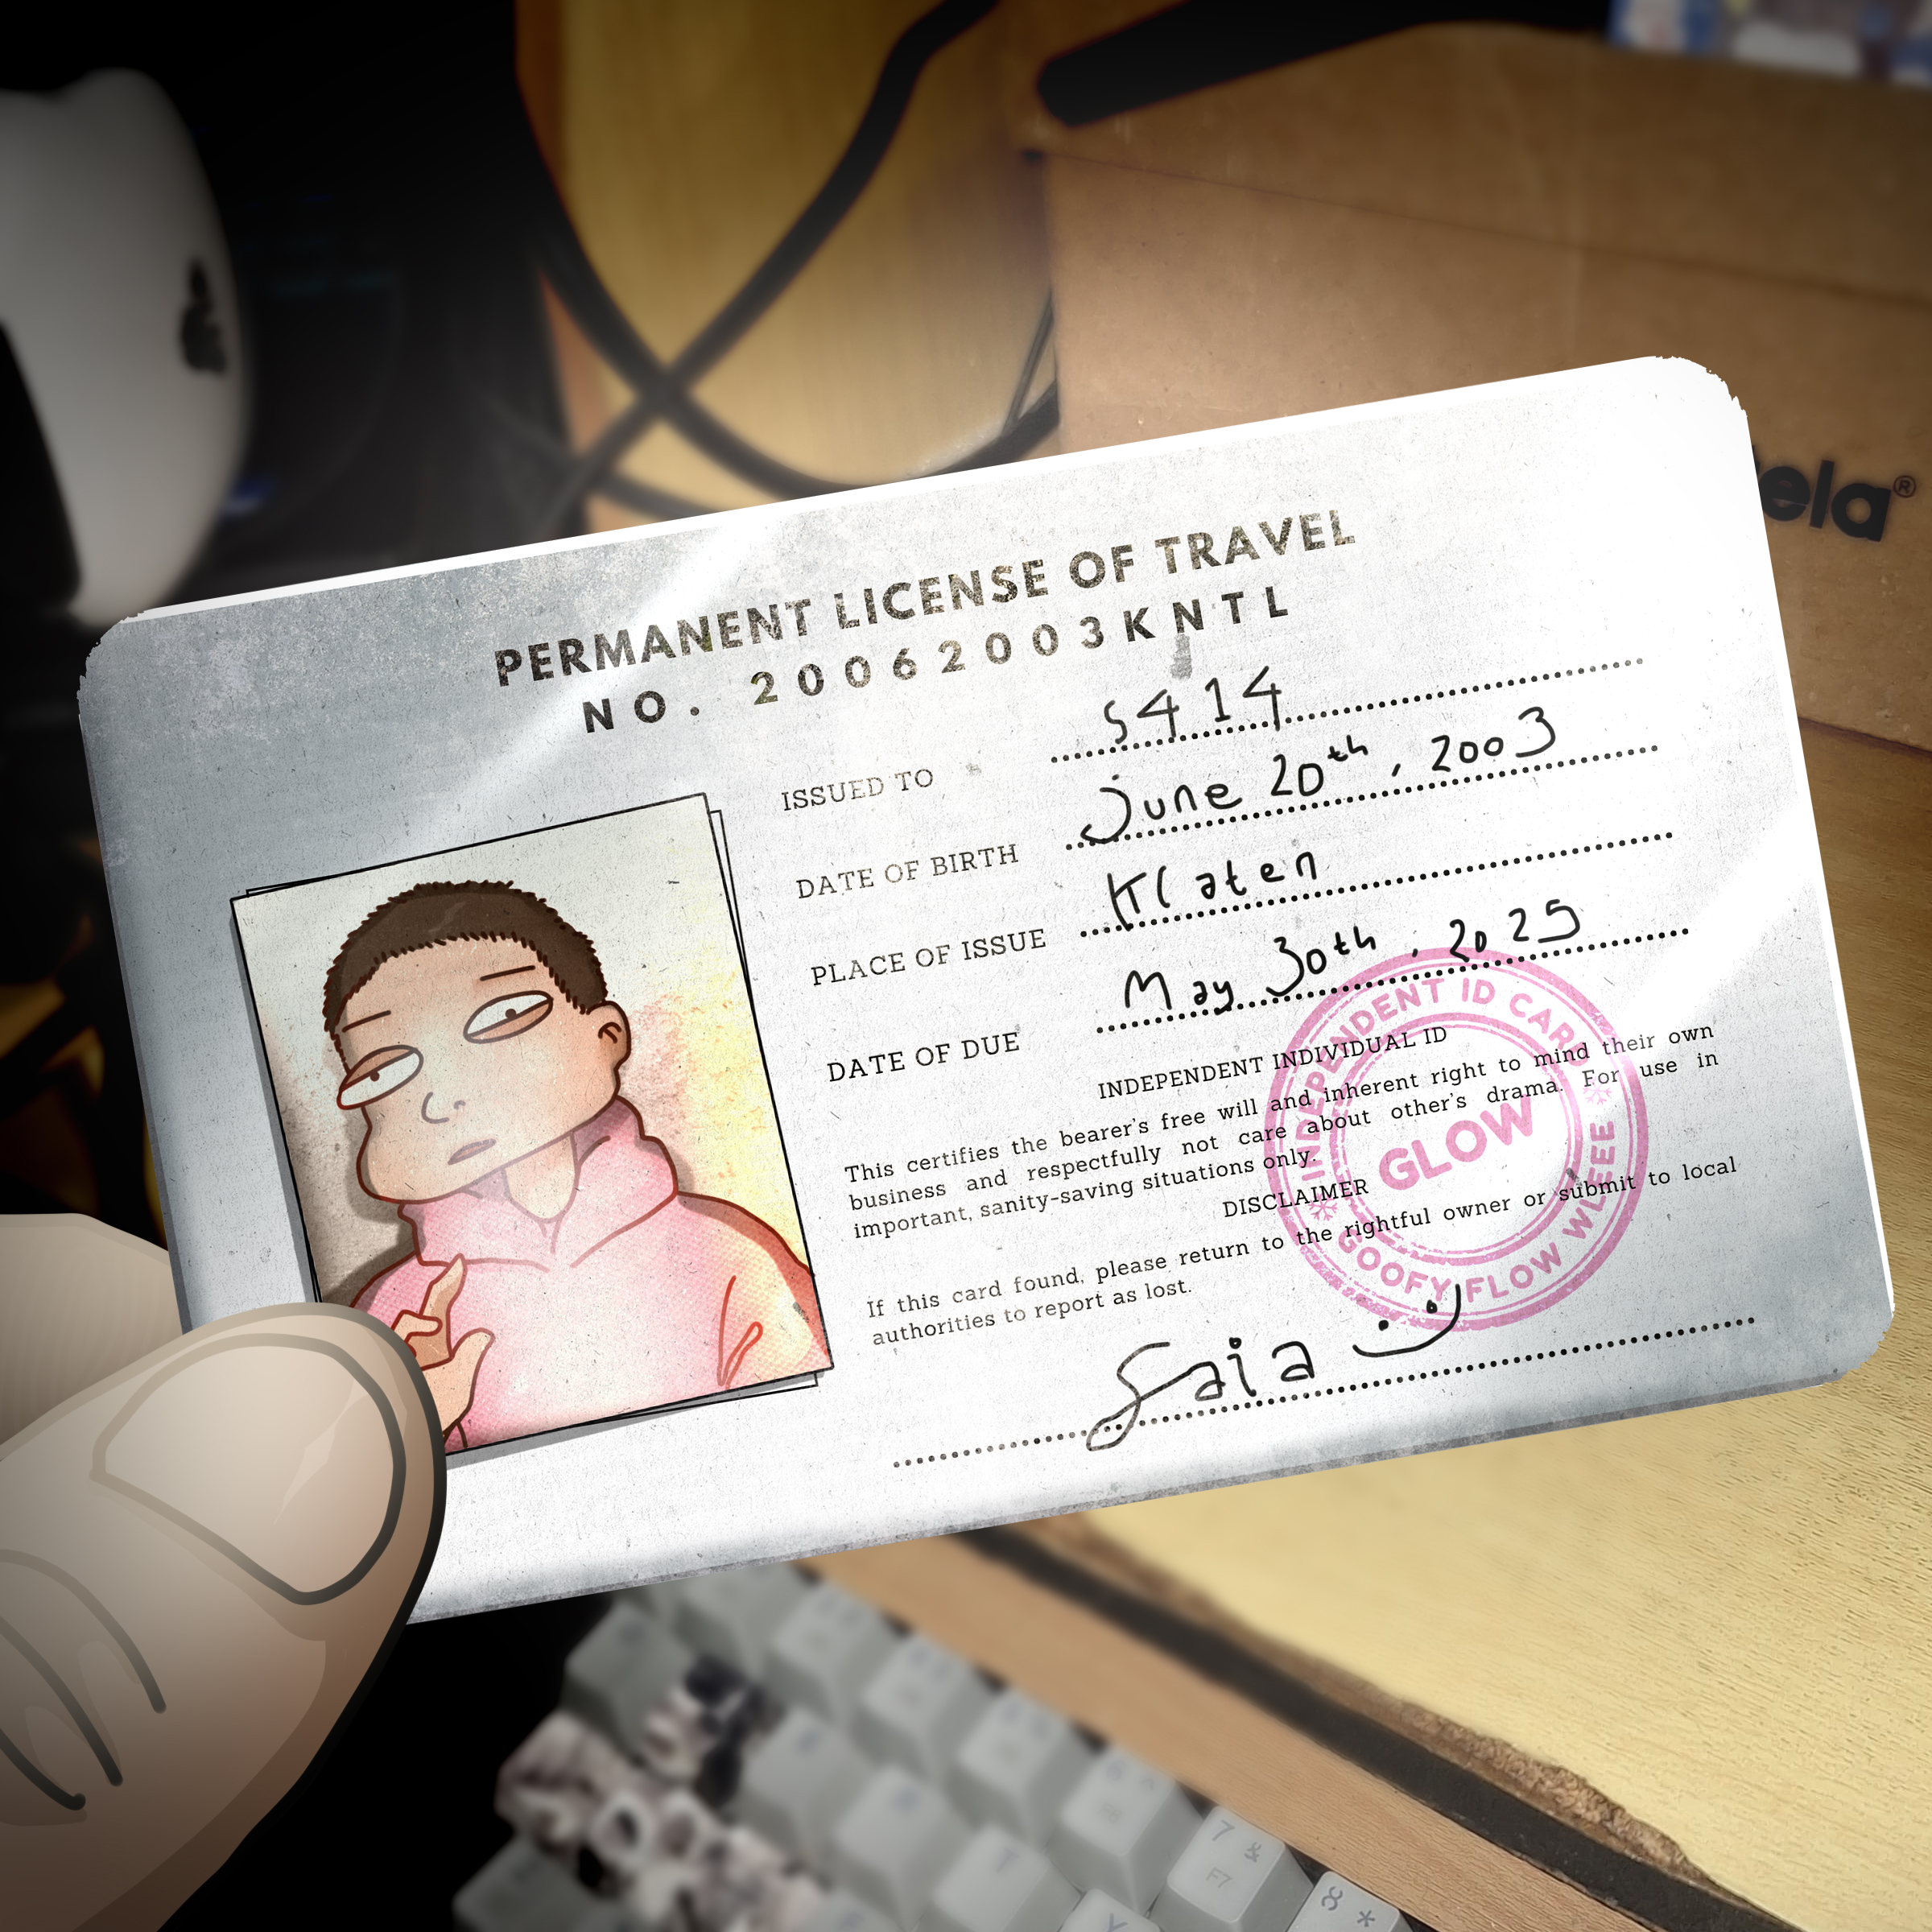 PERMANENT LICENSE OF TRAVEL
NO. 20062003KNTL
ISSUED TO S414
DATE OF BIRTH June 20th, 2003
PLACE OF ISSUE Klaten
DATE OF DUE May 30th, 2025
INDEPENDENT INDIVIDUAL ID
This certifies the bearer's free will and inherent right to mind their own
business and respectfully not care about other's drama. For use in
important, sanity-saving situations only.
DISCLAIMER
If this card found, please return to the rightful owner or submit to local
authorities to report as lost.
INDEPENDENT ID CARD
GLOW
GOOFY FLOW WLEEE
Saia :)
ela®
7
F7
8
*